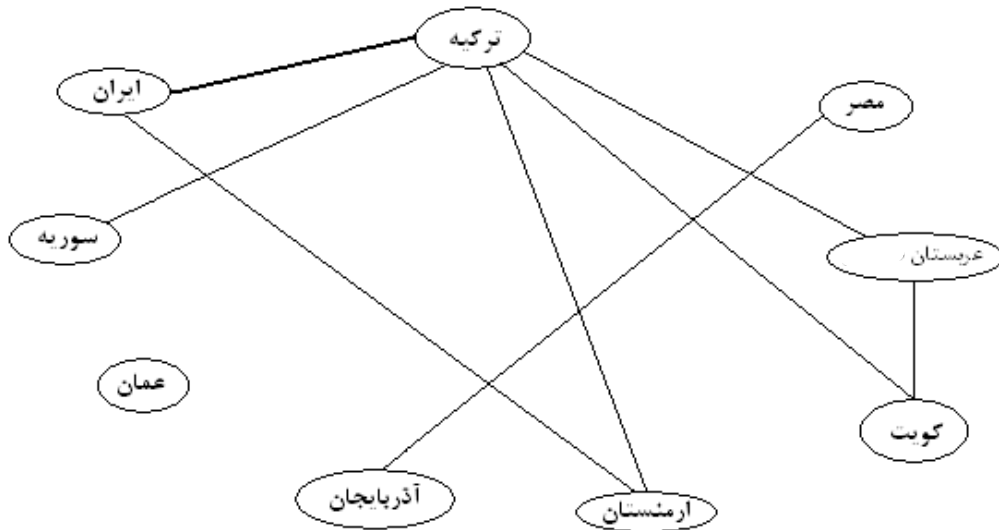 ترکیه
ایران
مصر
سوریه
عربستان
عمان
کویت
آذربایجان
ارمنستان